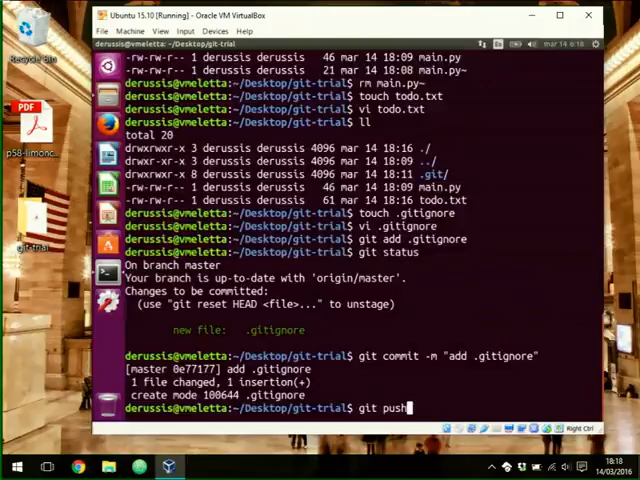 Ubuntu 15.10 [Running] - Oracle VM VirtualBox
File Machine View Input Devices Help
derussis@vmeletta: ~/Desktop/git-trial
mar 14 6:18
Recycle Bin
-rw-rw-r-- 1 derussis derussis 46 mar 14 18:09 main.py
-rw-rw-r-- 1 derussis derussis 21 mar 14 18:08 main.py~
derussis@vmeletta:~/Desktop/git-trial$ rm main.py~
derussis@vmeletta:~/Desktop/git-trial$ touch todo.txt
PDF
derussis@vmeletta:~/Desktop/git-trial$ vi todo.txt
derussis@vmeletta:~/Desktop/git-trial$ ll
total 20
p58-limonc...
drwxrwxr-x 3 derussis derussis 4096 mar 14 18:16 ./
drwxr-xr-x 3 derussis derussis 4096 mar 14 18:09 ../
drwxrwxr-x 8 derussis derussis 4096 mar 14 18:11 .git/
-rw-rw-r-- 1 derussis derussis 46 mar 14 18:09 main.py
-rw-rw-r-- 1 derussis derussis 61 mar 14 18:16 todo.txt
derussis@vmeletta:~/Desktop/git-trial$ touch .gitignore
derussis@vmeletta:~/Desktop/git-trial$ vi .gitignore
derussis@vmeletta:~/Desktop/git-trial$ git add .gitignore
git-trial
derussis@vmeletta:~/Desktop/git-trial$ git status
On branch master
Your branch is up-to-date with 'origin/master'.
Changes to be committed:
(use "git reset HEAD <file>..." to unstage)
new file: .gitignore
derussis@vmeletta:~/Desktop/git-trial$ git commit -m "add .gitignore"
[master 0e77177] add .gitignore
1 file changed, 1 insertion(+)
create mode 100644 .gitignore
derussis@vmeletta:~/Desktop/git-trial$ git push
Right Ctrl
18:18
14/03/2016